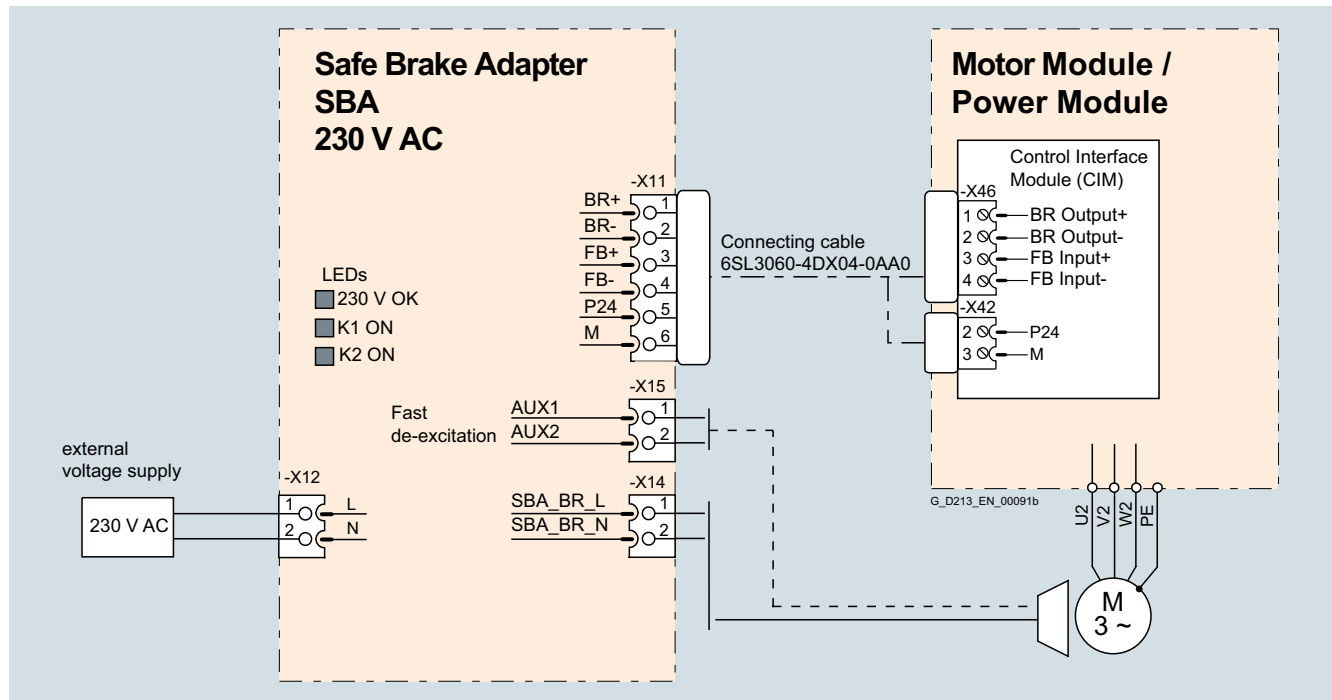 Safe Brake Adapter
SBA
230 V AC
Motor Module /
Power Module
Control Interface
Module (CIM)
-X11
BR+
1
BR-
2
FB+
3
FB-
4
P24
5
M
6
Connecting cable
6SL3060-4DX04-0AA0
-X46
1
BR Output+
2
BR Output-
3
FB Input+
4
FB Input-
-X42
2
P24
3
M
LEDs
230 V OK
K1 ON
K2 ON
-X15
Fast
de-excitation
AUX1
1
AUX2
2
external
voltage supply
230 V AC
-X12
1
L
2
N
-X14
SBA_BR_L
1
SBA_BR_N
2
G_D213_EN_00091b
U2
V2
W2
PE
M
3 ~